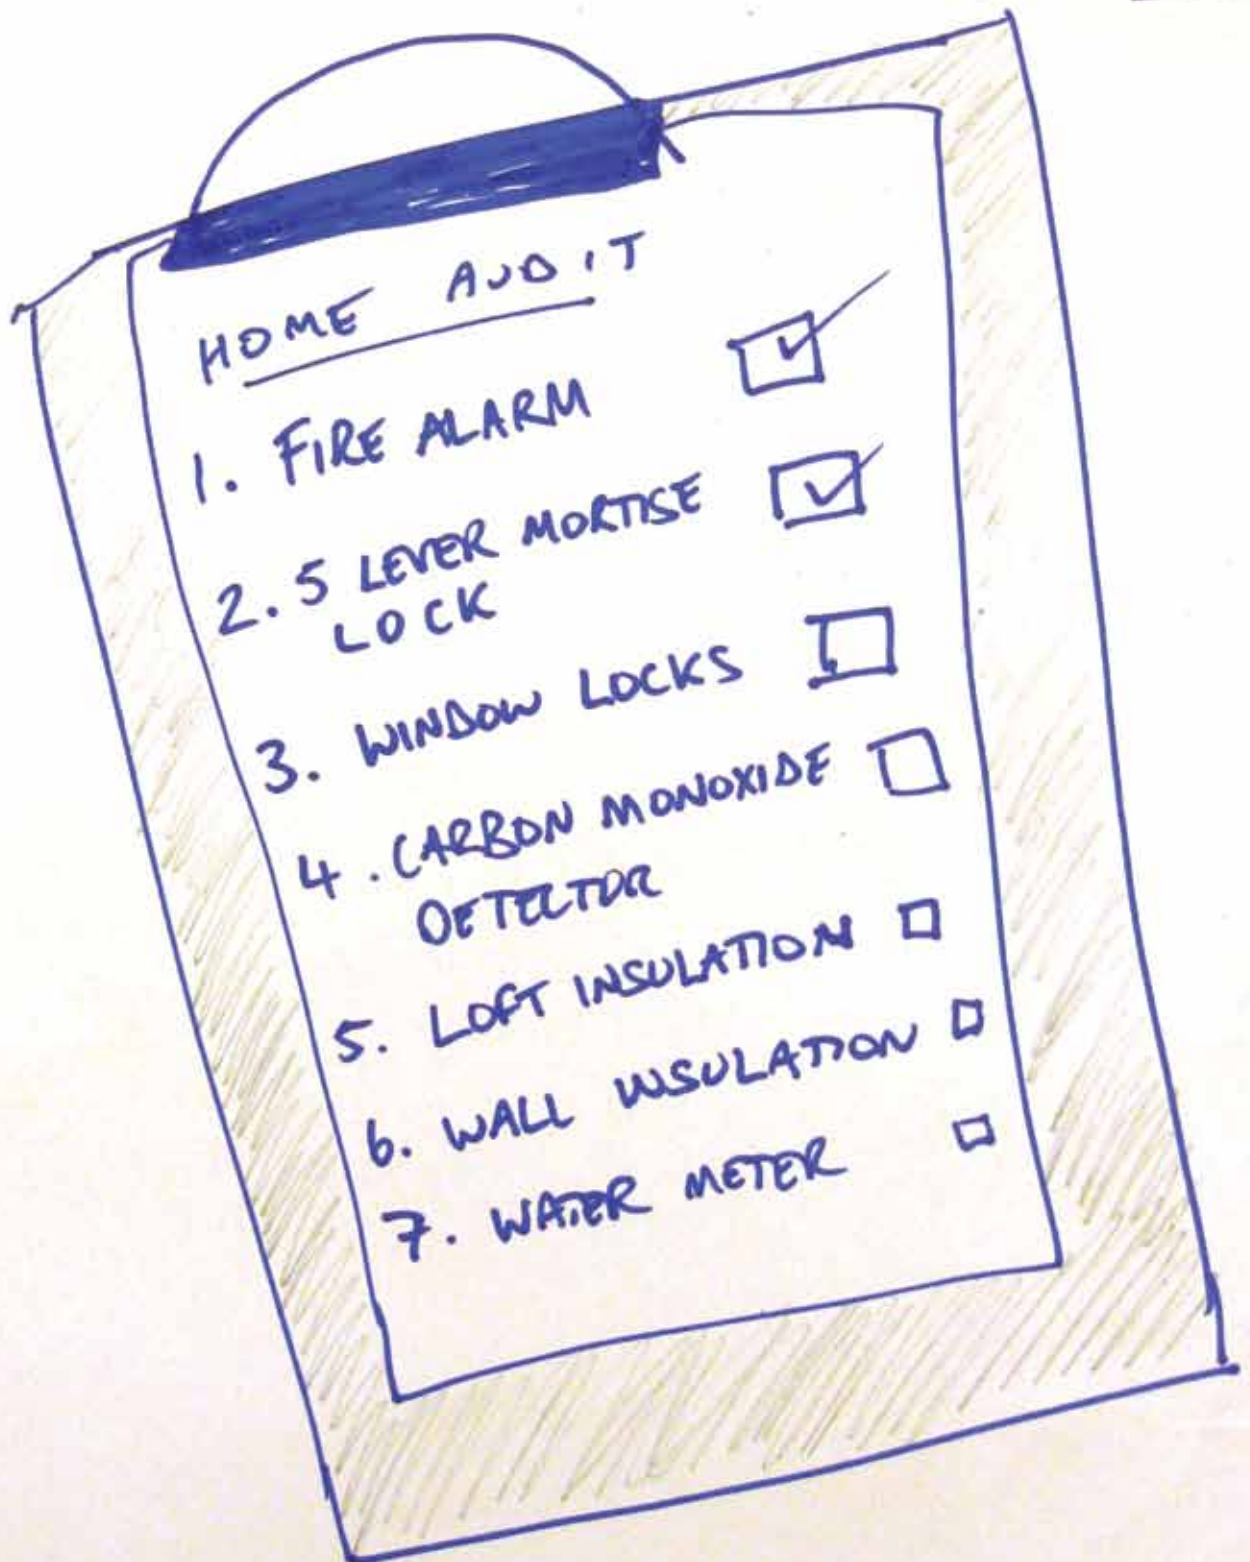 HOME AUDIT
1. FIRE ALARM
2. 5 LEVER MORTISE
LOCK
3. WINDOW LOCKS
4. CARBON MONOXIDE
DETECTOR
5. LOFT INSULATION
6. WALL INSULATION
7. WATER METER